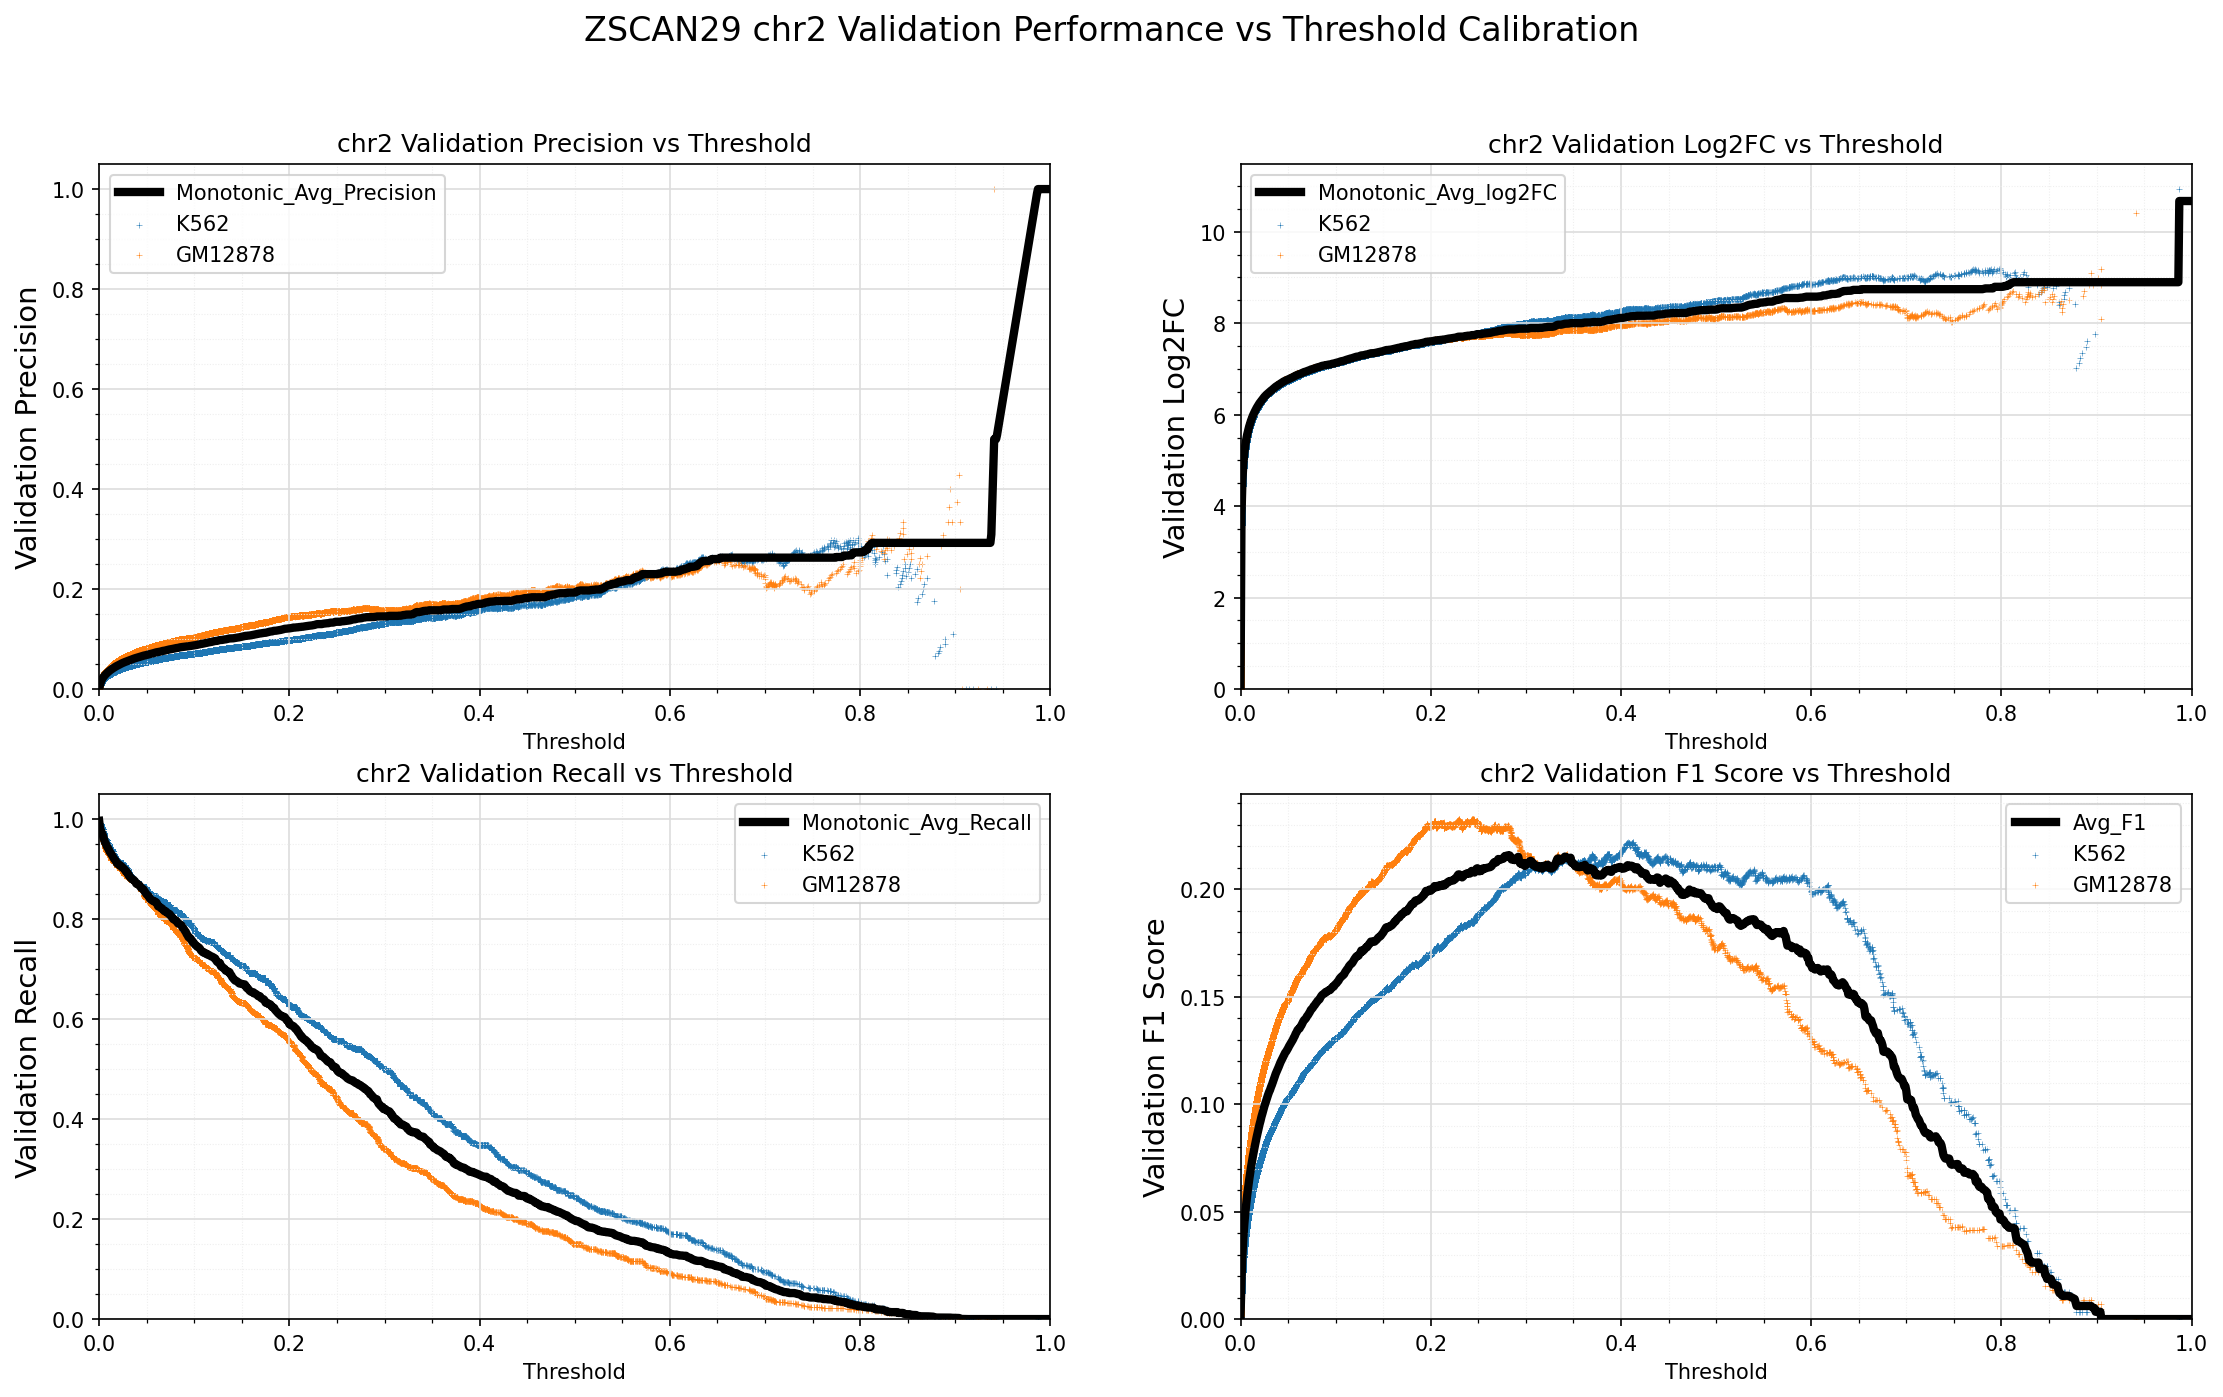 ZSCAN29 chr2 Validation Performance vs Threshold Calibration
chr2 Validation Precision vs Threshold
Monotonic_Avg_Precision
K562
GM12878
Validation Precision
1.0
0.8
0.6
0.4
0.2
0.0
0.0 0.2 0.4 0.6 0.8 1.0
Threshold
chr2 Validation Log2FC vs Threshold
Monotonic_Avg_log2FC
K562
GM12878
Validation Log2FC
10
8
6
4
2
0
0.0 0.2 0.4 0.6 0.8 1.0
Threshold
chr2 Validation Recall vs Threshold
Monotonic_Avg_Recall
K562
GM12878
Validation Recall
1.0
0.8
0.6
0.4
0.2
0.0
0.0 0.2 0.4 0.6 0.8 1.0
Threshold
chr2 Validation F1 Score vs Threshold
Avg_F1
K562
GM12878
Validation F1 Score
0.20
0.15
0.10
0.05
0.00
0.0 0.2 0.4 0.6 0.8 1.0
Threshold